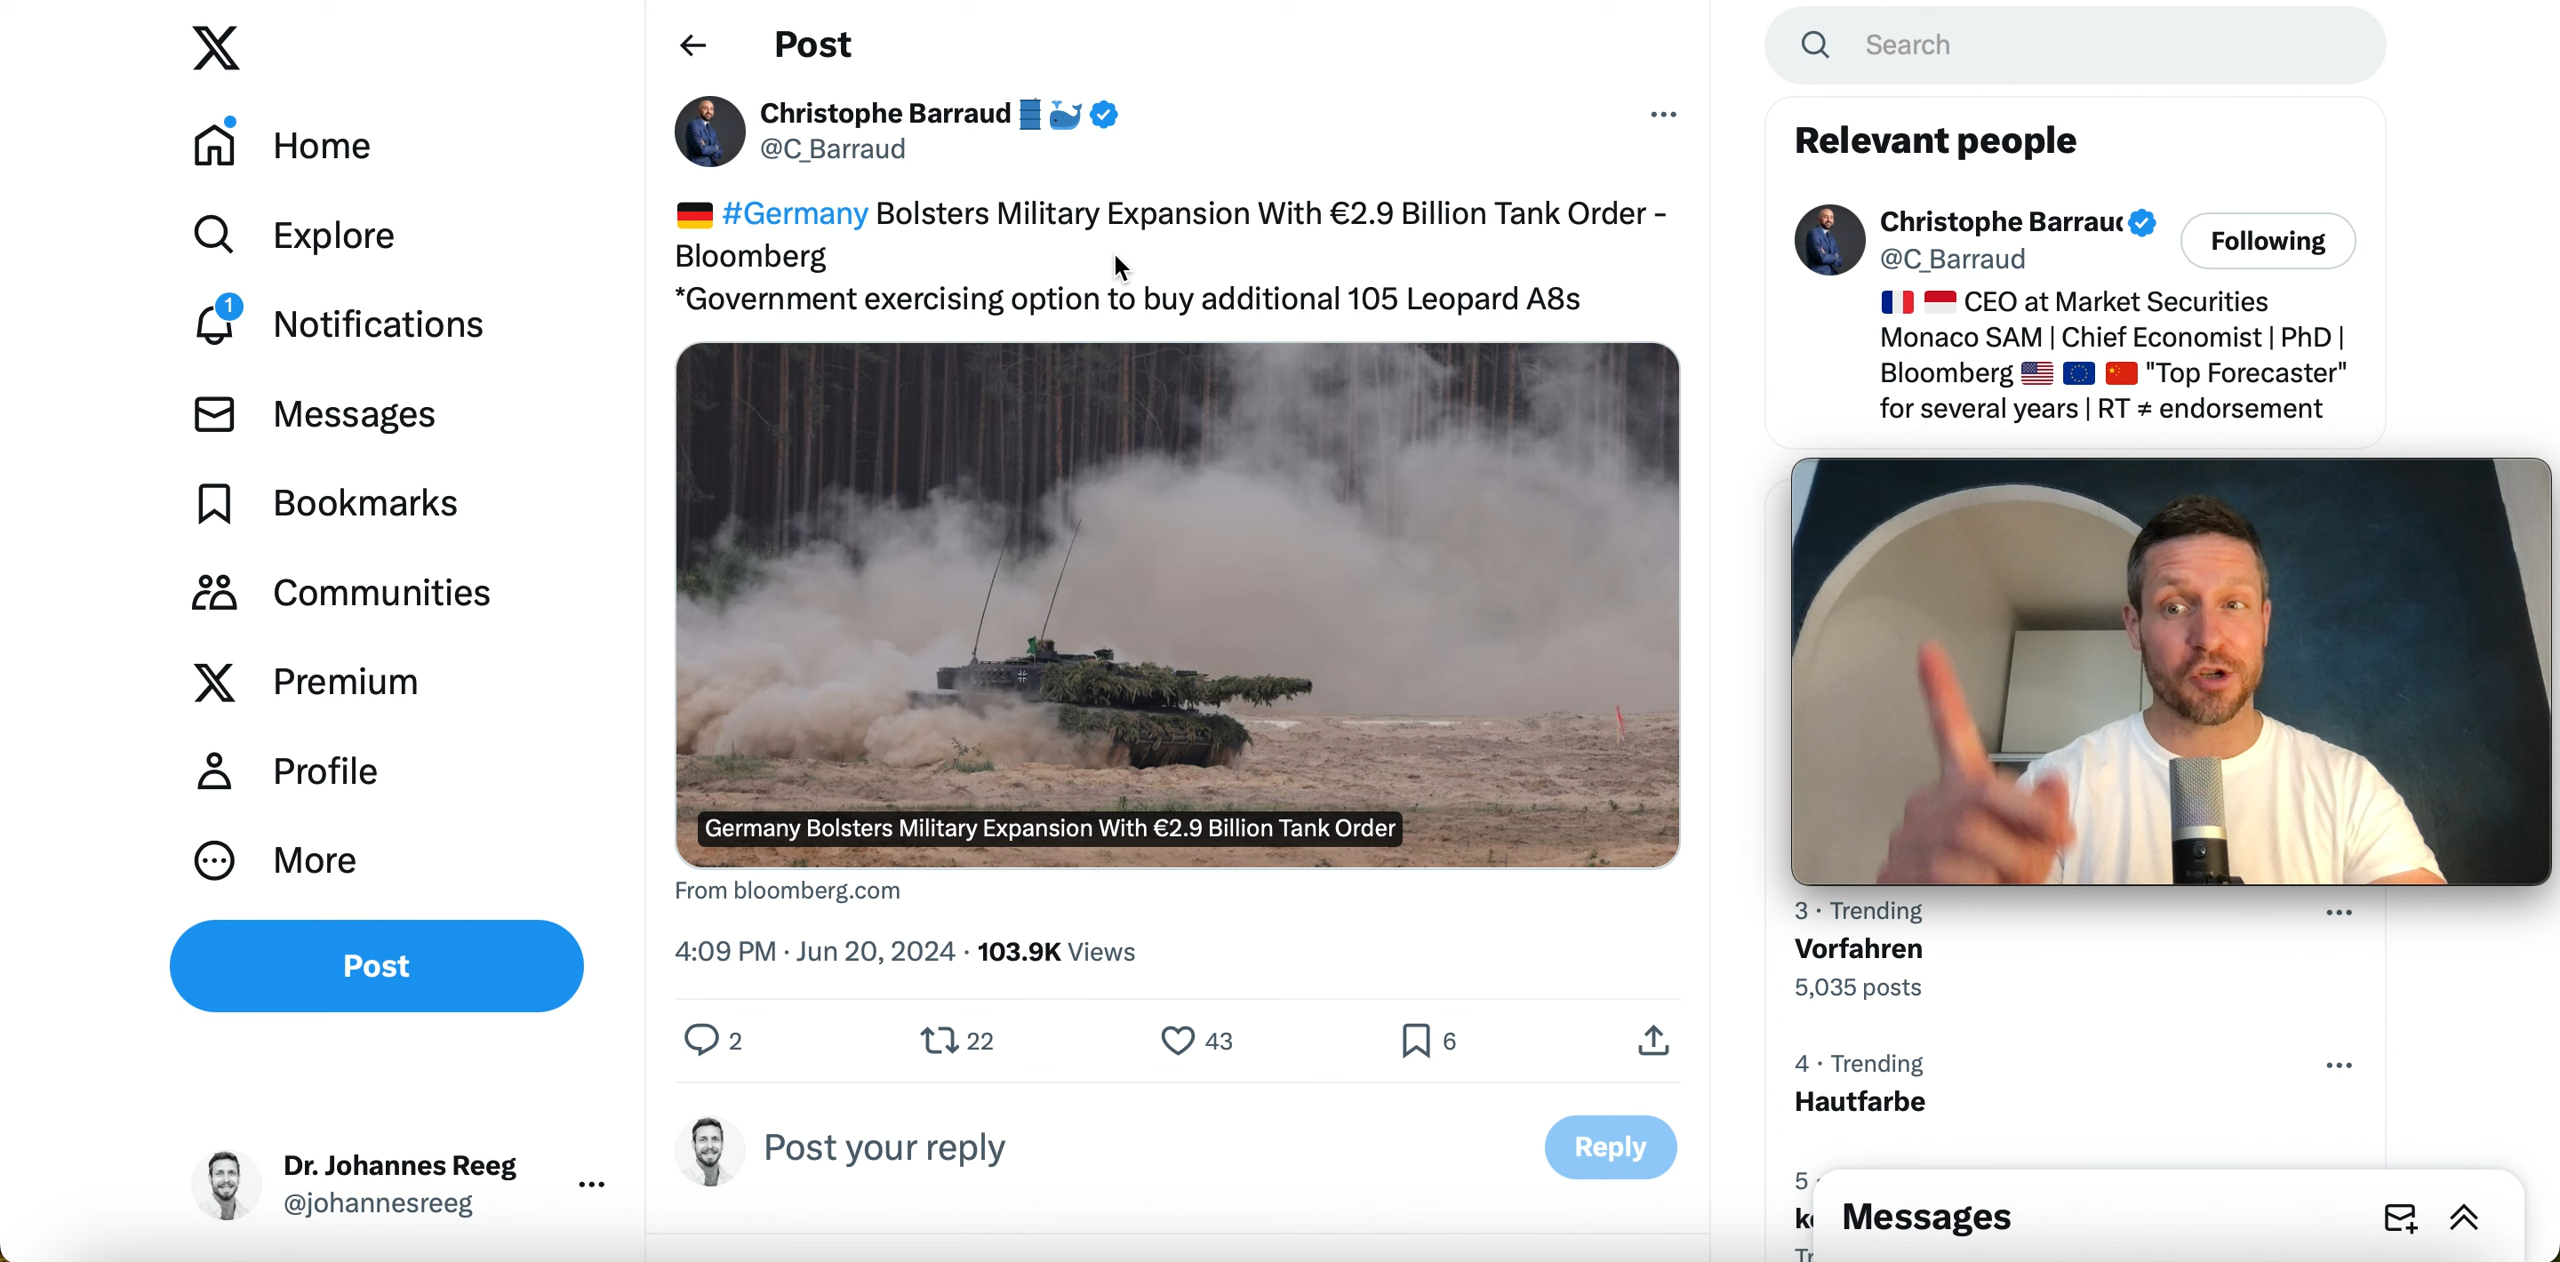 Home
Explore
1
Notifications
Messages
Bookmarks
Communities
Premium
Profile
More
Post
Dr. Johannes Reeg
@johannesreeg
Post
Christophe Barraud
@C_Barraud
#Germany Bolsters Military Expansion With €2.9 Billion Tank Order -
Bloomberg
*Government exercising option to buy additional 105 Leopard A8s
Germany Bolsters Military Expansion With €2.9 Billion Tank Order
From bloomberg.com
4:09 PM · Jun 20, 2024 · 103.9K Views
2 22 43 6
Post your reply
Reply
Search
Relevant people
Christophe Barraud
@C_Barraud
Following
CEO at Market Securities
Monaco SAM | Chief Economist | PhD |
Bloomberg "Top Forecaster"
for several years | RT ≠ endorsement
3 · Trending
Vorfahren
5,035 posts
4 · Trending
Hautfarbe
5 ·
Messages